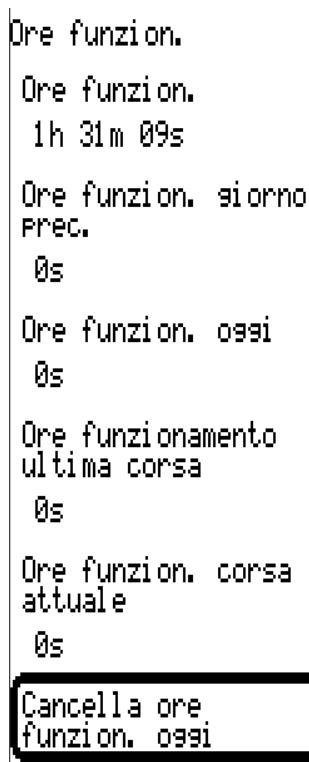 Ore funzion.
Ore funzion.
1h 31m 09s
Ore funzion. giorno
prec.
0s
Ore funzion. oggi
0s
Ore funzionamento
ultima corsa
0s
Ore funzion. corsa
attuale
0s
Cancella ore
funzion. oggi